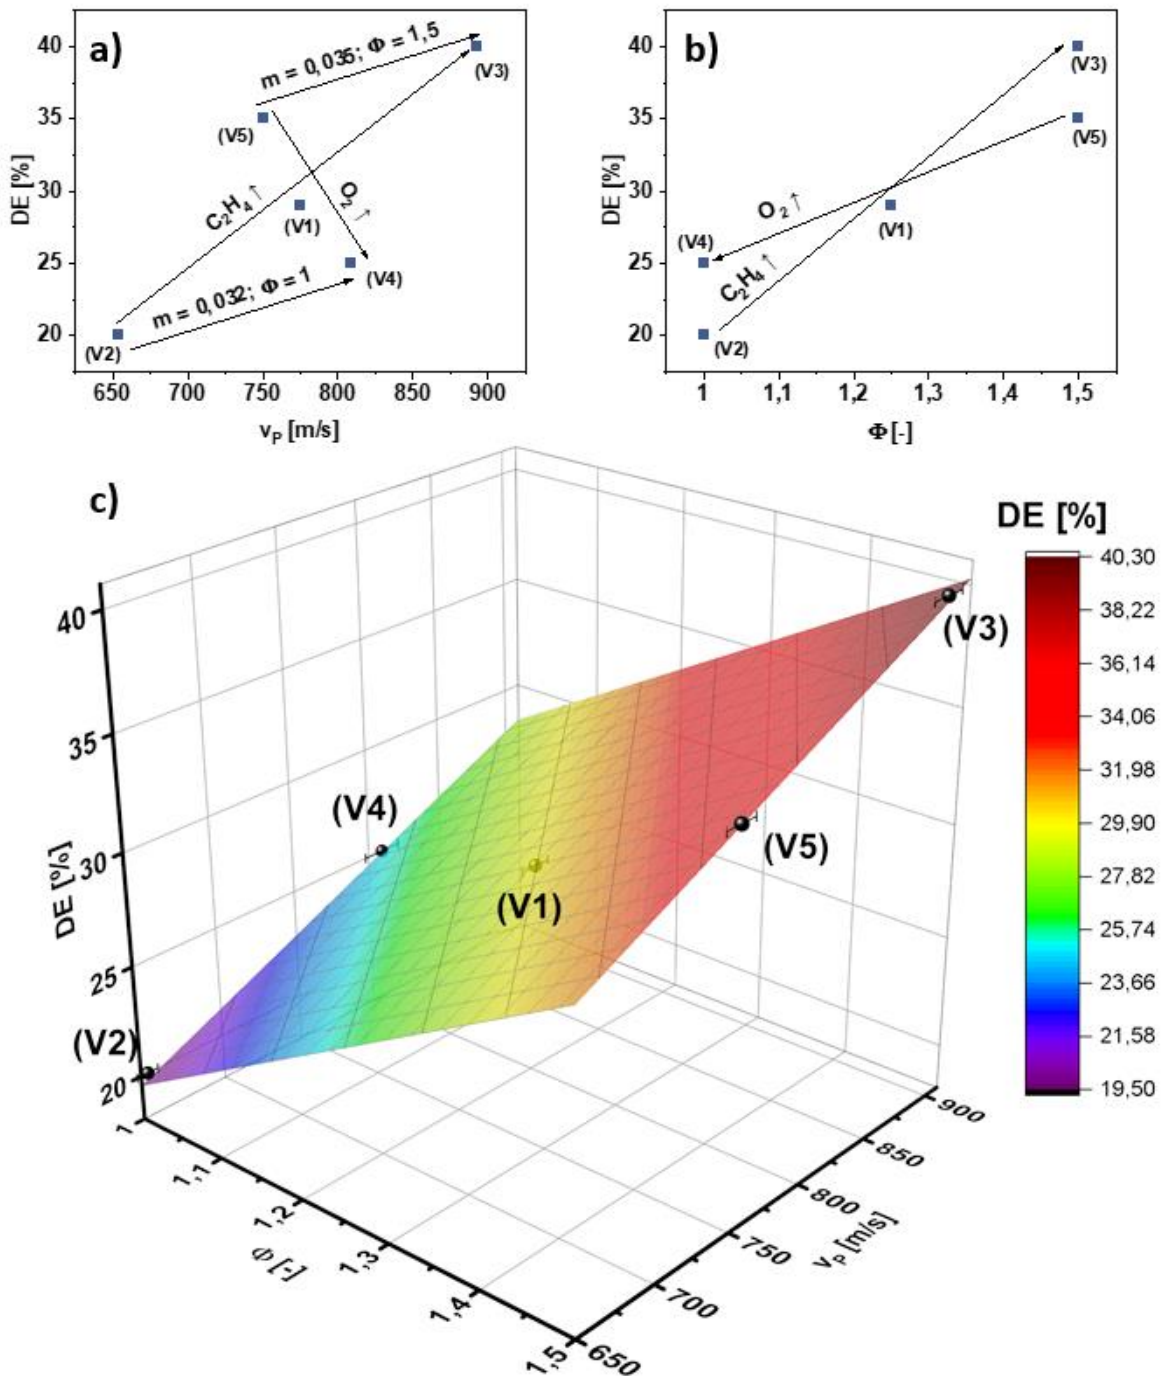 a)
DE [%]
40
35
30
25
20
m = 0,035; Φ = 1,5
(V3)
(V5)
C₂H₄ ↑
O₂ ↑
(V1)
(V4)
m = 0,032; Φ = 1
(V2)
650 700 750 800 850 900
vP [m/s]
b)
DE [%]
40
35
30
25
20
(V3)
(V5)
O₂ ↑
(V1)
(V4)
C₂H₄ ↑
(V2)
1 1,1 1,2 1,3 1,4 1,5
Φ [-]
c)
DE [%]
40,30
38,22
36,14
34,06
31,98
29,90
27,82
25,74
23,66
21,58
19,50
40
35
30
25
20
DE [%]
(V3)
(V4)
(V5)
(V1)
(V2)
1
1,1
1,2
1,3
1,4
1,5
Φ [-]
650
700
750
800
850
900
vP [m/s]